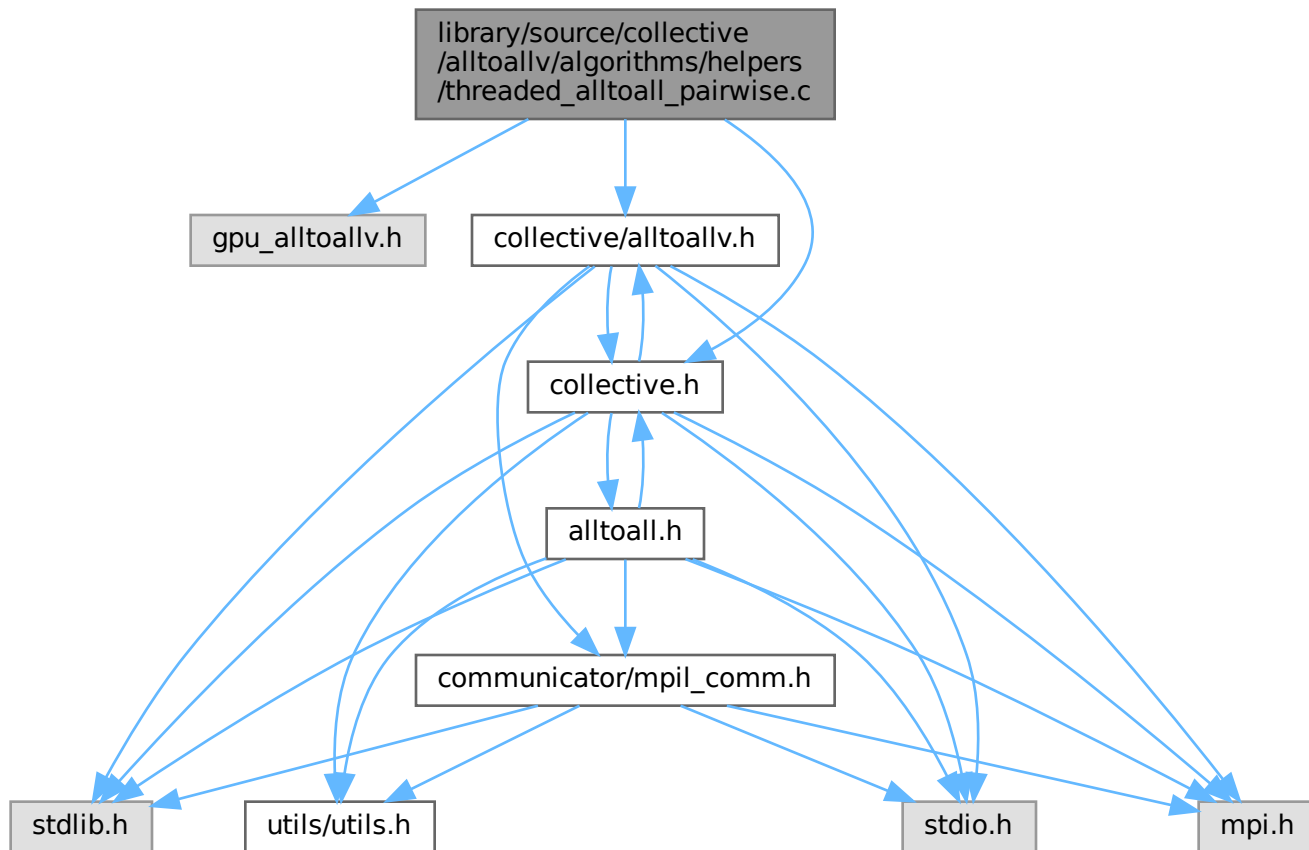 library/source/collective
/alltoallv/algorithms/helpers
/threaded_alltoall_pairwise.c
gpu_alltoallv.h
collective/alltoallv.h
collective.h
alltoall.h
communicator/mpil_comm.h
stdlib.h
utils/utils.h
stdio.h
mpi.h